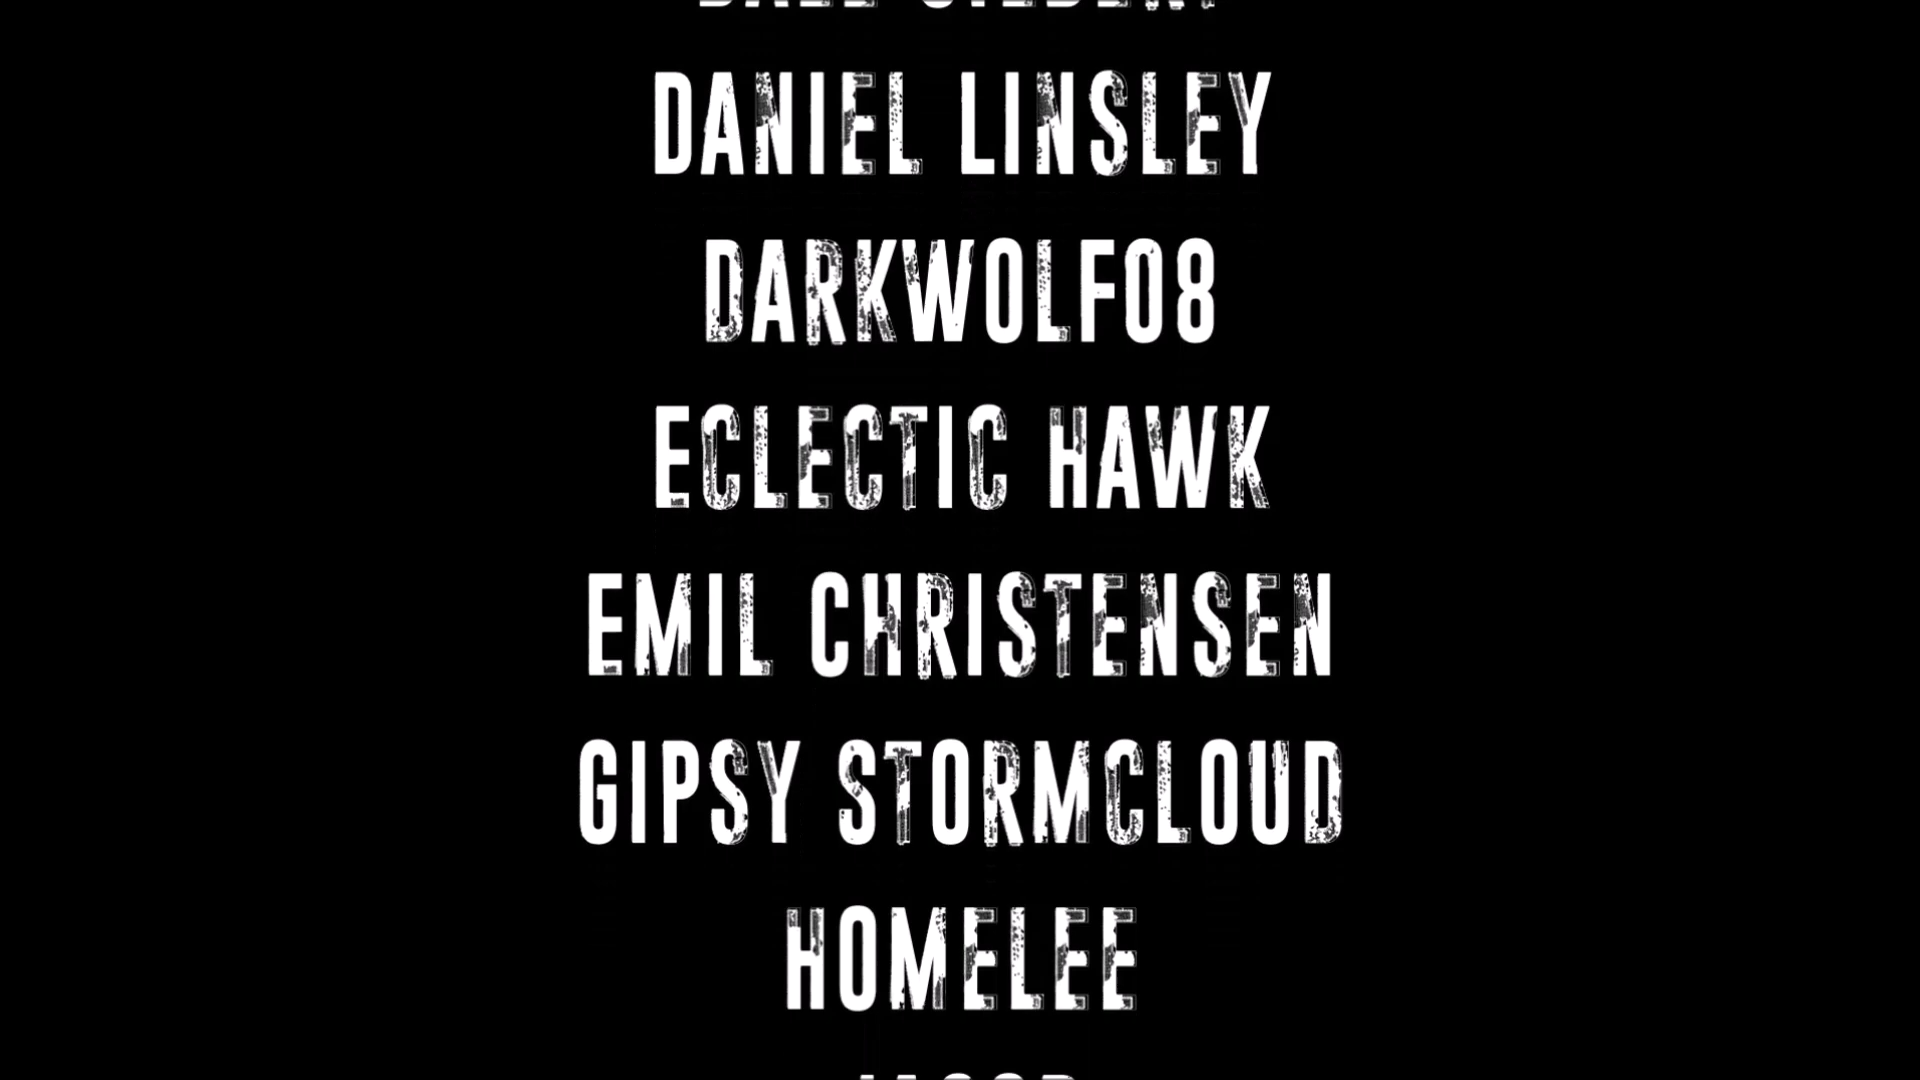 DANIEL LINSLEY
DARKWOLF08
ECLECTIC HAWK
EMIL CHRISTENSEN
GIPSY STORMCLOUD
HOMELEE